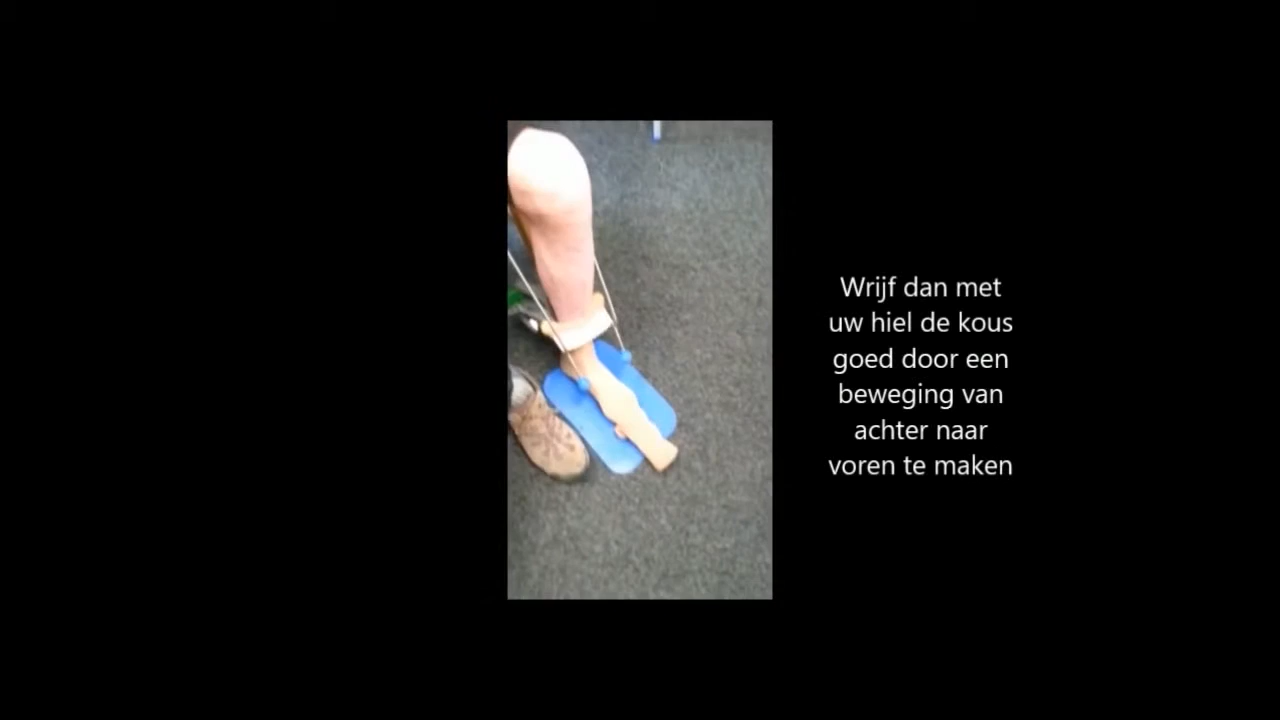 Wrijf dan met
uw hiel de kous
goed door een
beweging van
achter naar
voren te maken